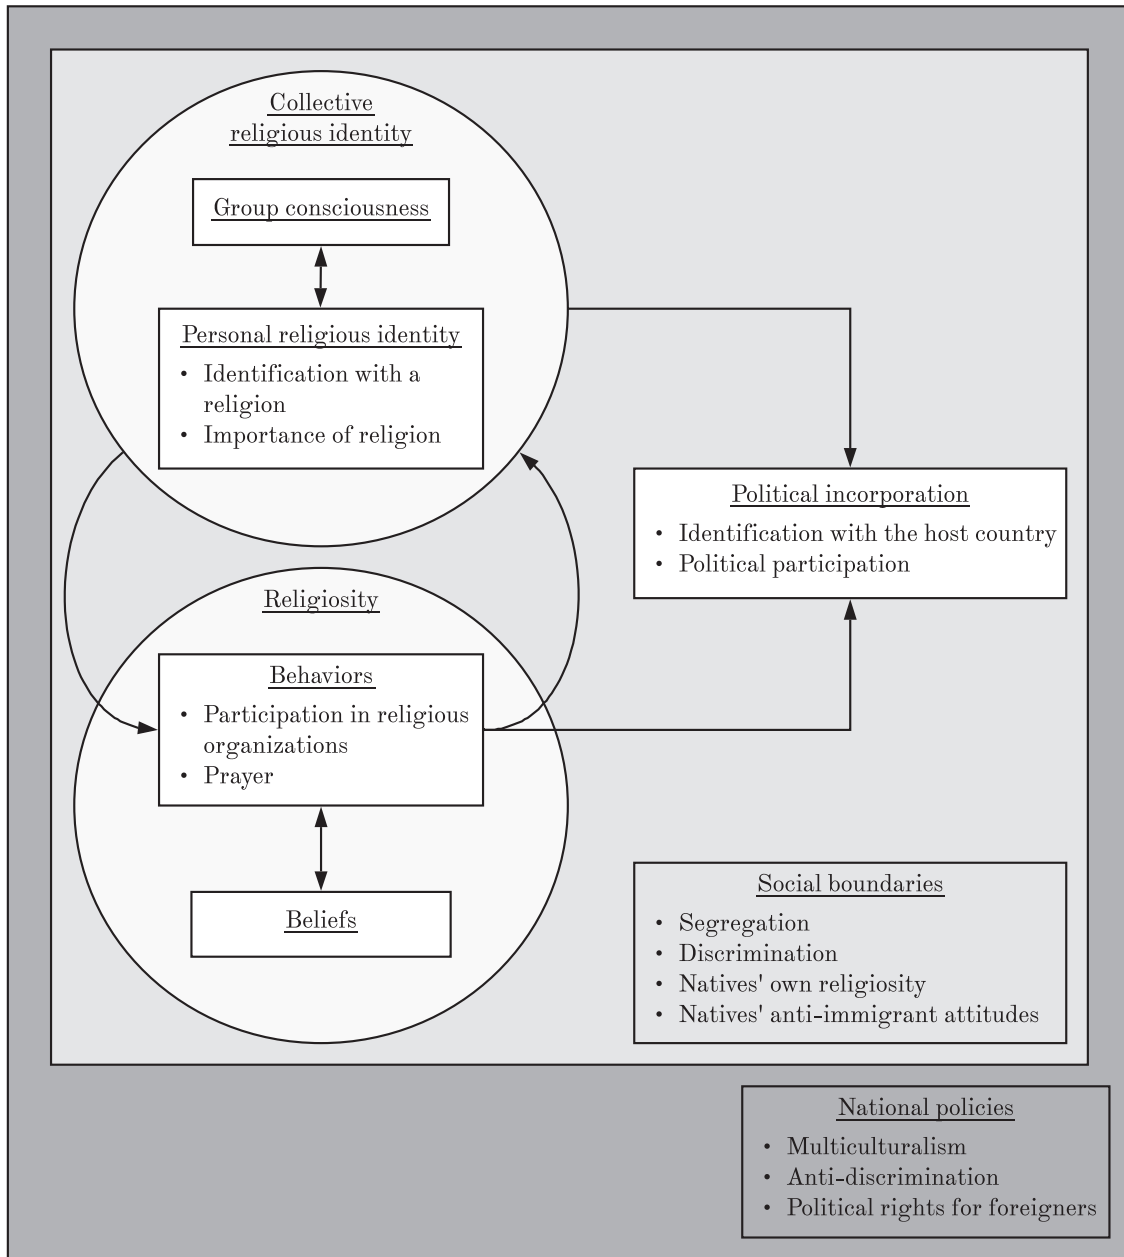 Collective
religious identity
Group consciousness
Personal religious identity
• Identification with a
religion
• Importance of religion
Political incorporation
• Identification with the host country
• Political participation
Religiosity
Behaviors
• Participation in religious
organizations
• Prayer
Beliefs
Social boundaries
• Segregation
• Discrimination
• Natives' own religiosity
• Natives' anti-immigrant attitudes
National policies
• Multiculturalism
• Anti-discrimination
• Political rights for foreigners